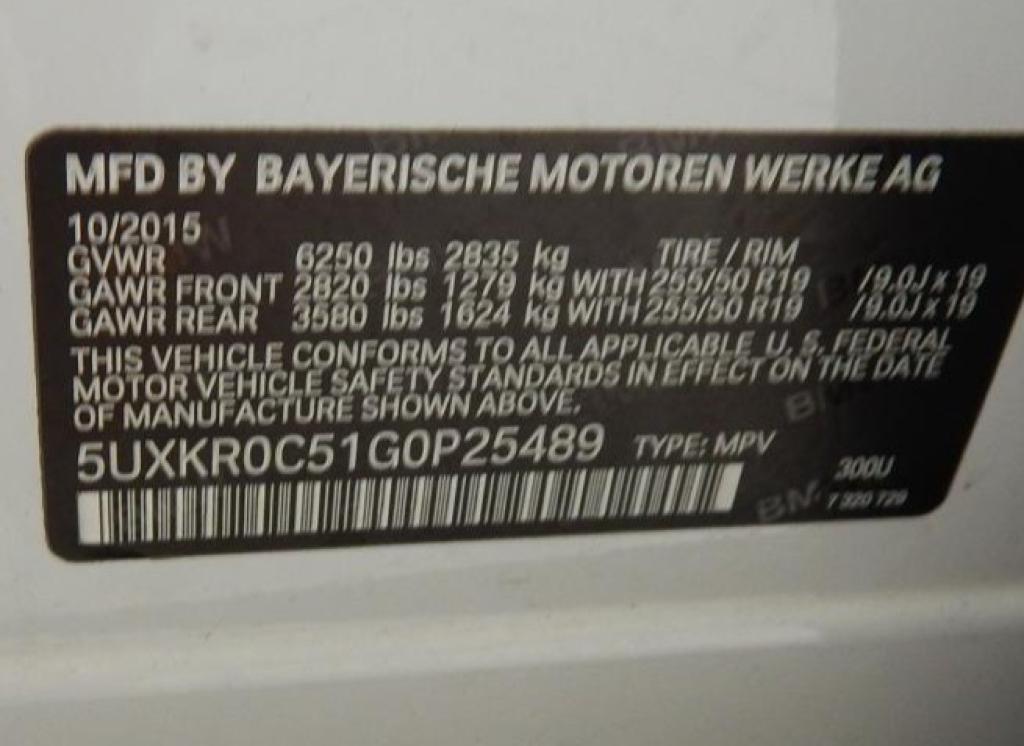 MFD BY BAYERISCHE MOTOREN WERKE AG
10/2015
GVWR 6250 lbs 2835 kg TIRE / RIM
GAWR FRONT 2820 lbs 1279 kg WITH 255/50 R19 /9.0J x 19
GAWR REAR 3580 lbs 1624 kg WITH 255/50 R19 /9.0J x 19
THIS VEHICLE CONFORMS TO ALL APPLICABLE U.S. FEDERAL
MOTOR VEHICLE SAFETY STANDARDS IN EFFECT ON THE DATE
OF MANUFACTURE SHOWN ABOVE.
5UXKR0C51G0P25489 TYPE: MPV
300U